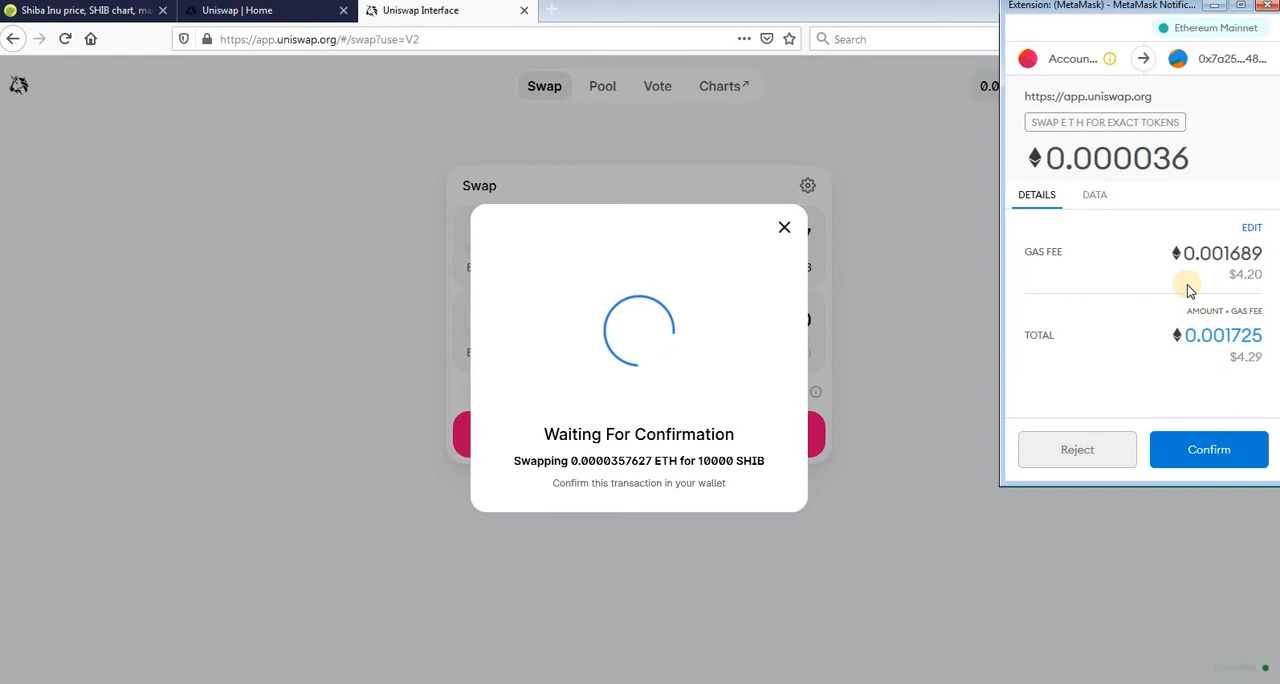 Shiba Inu price, SHIB chart, ma
Uniswap | Home
Uniswap Interface
https://app.uniswap.org/#/swap?use=V2
Search
Swap
Pool
Vote
Charts↗
0.0
Swap
Waiting For Confirmation
Swapping 0.0000357627 ETH for 10000 SHIB
Confirm this transaction in your wallet
Extension: (MetaMask) - MetaMask Notific...
Ethereum Mainnet
Accoun...
0x7a25...48...
https://app.uniswap.org
SWAP E T H FOR EXACT TOKENS
0.000036
DETAILS
DATA
EDIT
GAS FEE
0.001689
$4.20
AMOUNT + GAS FEE
TOTAL
0.001725
$4.29
Reject
Confirm